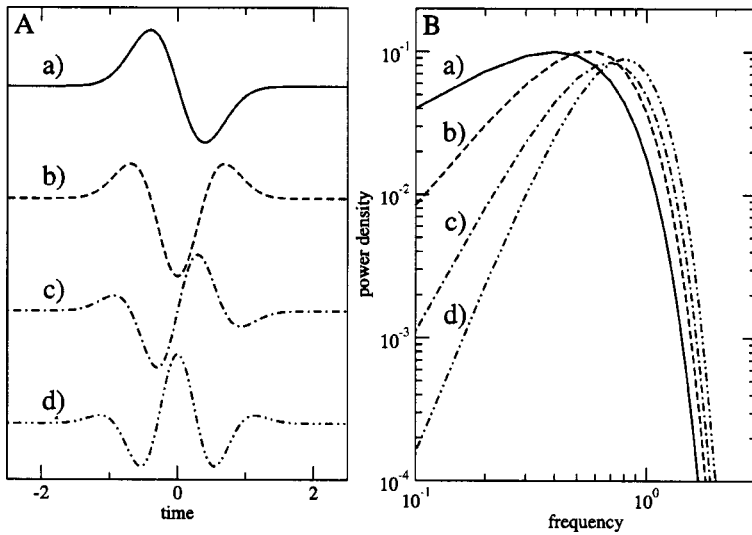 A
a)
b)
c)
d)
-2
0
2
time
B
a)
b)
c)
d)
10^-1
10^-2
10^-3
10^-4
power density
10^-1
10^0
frequency